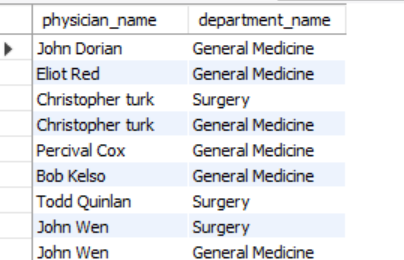 physician_name department_name
John Dorian General Medicine
Eliot Red General Medicine
Christopher turk Surgery
Christopher turk General Medicine
Percival Cox General Medicine
Bob Kelso General Medicine
Todd Quinlan Surgery
John Wen Surgery
John Wen General Medicine